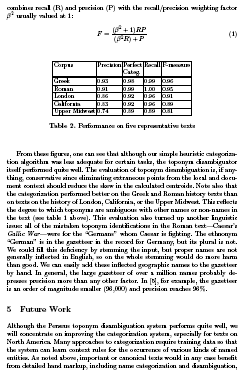 combines recall (R) and precision (P) with the recall/precision weighting factor
β² usually valued at 1:
F = (β² + 1)RP / (β²R) + P (1)
Corpus Precision Perfect Recall F-measure
Categ.
Greek 0.93 0.98 0.99 0.96
Roman 0.91 0.99 1.00 0.95
London 0.86 0.92 0.96 0.91
California 0.83 0.92 0.96 0.89
Upper Midwest 0.74 0.89 0.89 0.81
Table 2. Performance on five representative texts
From these figures, one can see that although our simple heuristic categoriza-
tion algorithm was less adequate for certain tasks, the toponym disambiguator
itself performed quite well. The evaluation of toponym disambiguation is, if any-
thing, conservative since eliminating extraneous points from the local and docu-
ment context should reduce the skew in the calculated centroids. Note also that
the categorization performed better on the Greek and Roman history texts than
on texts on the history of London, California, or the Upper Midwest. This reflects
the degree to which toponyms are ambiguous with other names or non-names in
the text (see table 1 above). This evaluation also turned up another linguistic
issue: all of the mistaken toponym identifications in the Roman text—Caesar's
Gallic War—were for the "Germans" whom Caesar is fighting. The ethnonym
"German" is in the gazetteer in the record for Germany, but its plural is not.
We could fill this deficiency by stemming the input, but proper names are not
generally inflected in English, so on the whole stemming would do more harm
than good. We can easily add these inflected geographic names to the gazetteer
by hand. In general, the large gazetteer of over a million names probably de-
presses precision more than any other factor. In [5], for example, the gazetteer
is an order of magnitude smaller (96,000) and precision reaches 96%.
5 Future Work
Although the Perseus toponym disambiguation system performs quite well, we
will concentrate on improving the categorization system, especially for texts on
North America. Many approaches to categorization require training data so that
the system can learn context rules for the occurrence of various kinds of named
entities. As noted above, important or canonical texts would in any case benefit
from detailed hand markup, including name categorization and disambiguation,